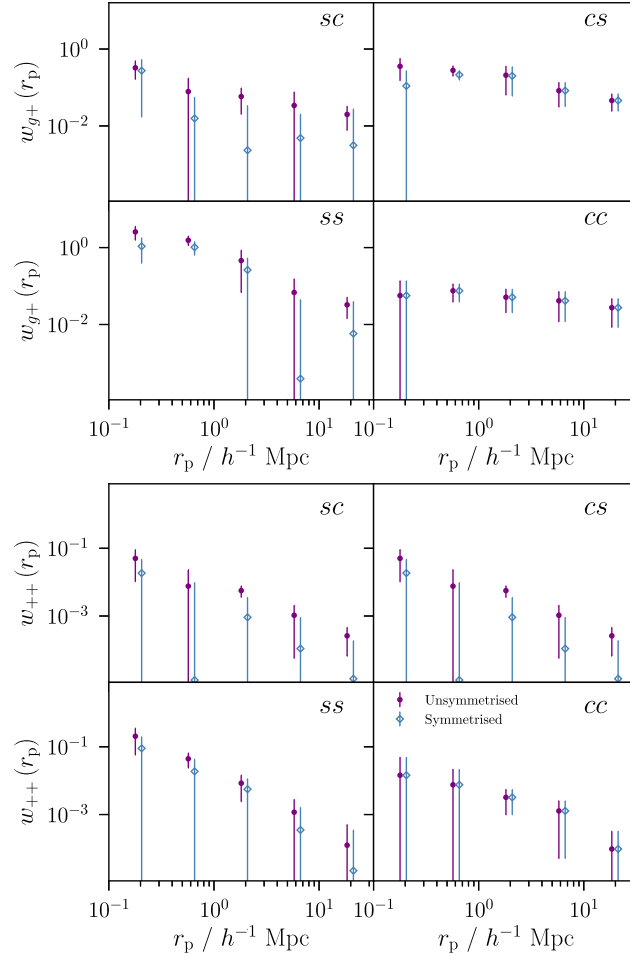 sc
cs
10^0
10^{-2}
w_{g+}(r_p)
ss
cc
10^0
10^{-2}
w_{g+}(r_p)
10^{-1} 10^0 10^1 10^{-1} 10^0 10^1
r_p / h^{-1} Mpc
r_p / h^{-1} Mpc
sc
cs
10^{-1}
10^{-3}
w_{++}(r_p)
ss
cc
Unsymmetrised
Symmetrised
10^{-1}
10^{-3}
w_{++}(r_p)
10^{-1} 10^0 10^1 10^{-1} 10^0 10^1
r_p / h^{-1} Mpc
r_p / h^{-1} Mpc